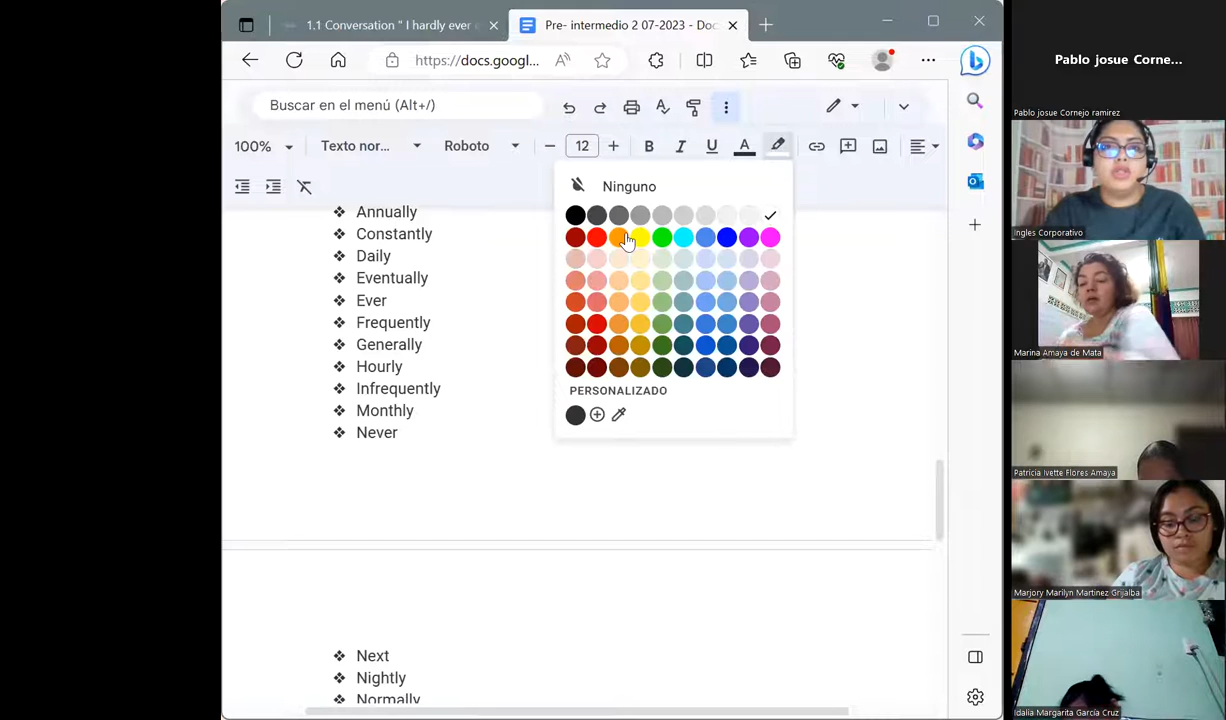 1.1 Conversation " I hardly ever e
Pre- intermedio 2 07-2023 - Doc
https://docs.googl...
Buscar en el menú (Alt+/)
100%
Texto nor...
Roboto
12
Ninguno
PERSONALIZADO
Annually
Constantly
Daily
Eventually
Ever
Frequently
Generally
Hourly
Infrequently
Monthly
Never
Next
Nightly
Normally
Pablo josue Corne...
Pablo josue Cornejo ramirez
Ingles Corporativo
Marina Amaya de Mata
Patricia Ivette Flores Amaya
Marjory Marilyn Martinez Grijalba
Idalia Margarita García Cruz